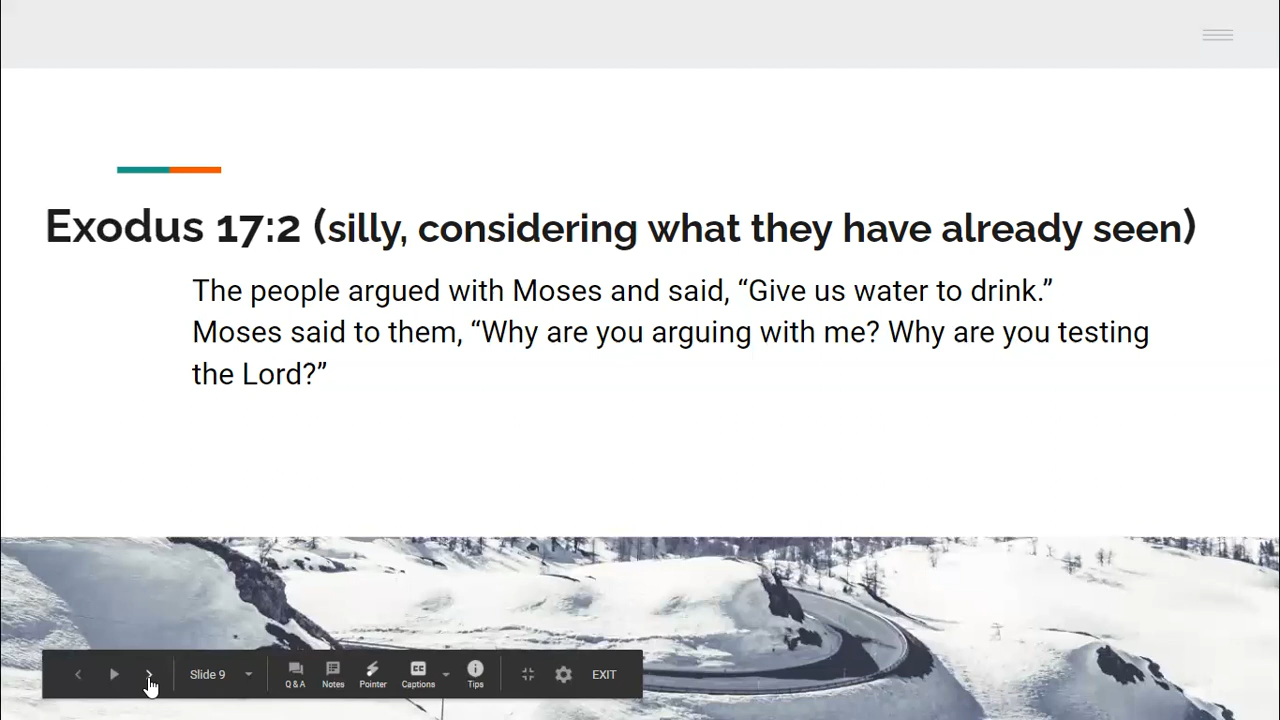 Exodus 17:2 (silly, considering what they have already seen)
The people argued with Moses and said, “Give us water to drink.”
Moses said to them, “Why are you arguing with me? Why are you testing
the Lord?”
Slide 9
Q & A
Notes
Pointer
CC
Captions
Tips
EXIT